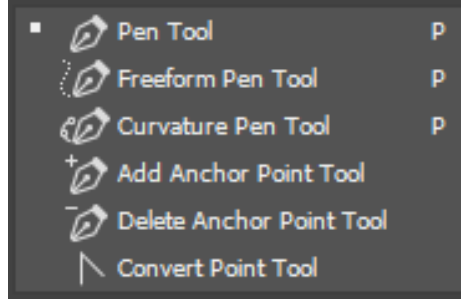 Pen Tool P
Freeform Pen Tool P
Curvature Pen Tool P
Add Anchor Point Tool
Delete Anchor Point Tool
Convert Point Tool